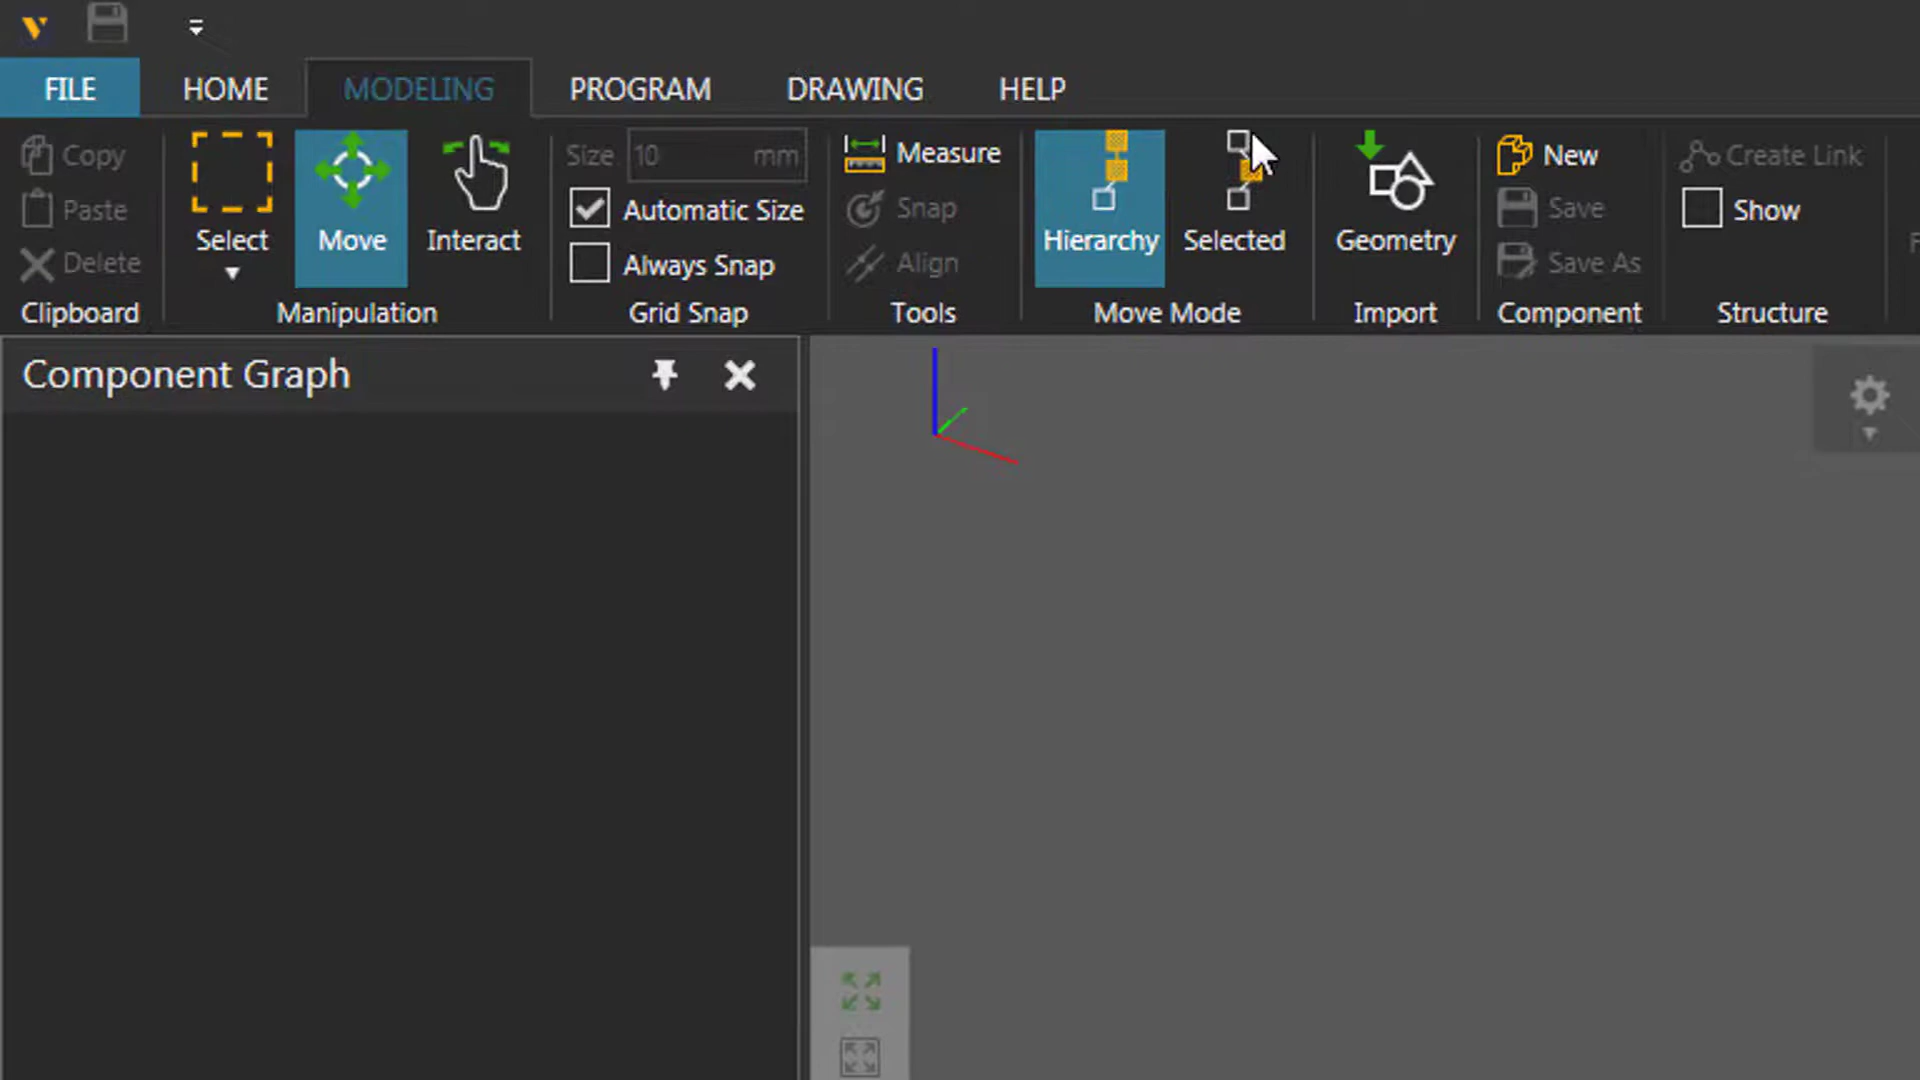 FILE HOME MODELING PROGRAM DRAWING HELP
Copy
Paste
Delete
Clipboard
Select Move Interact
Manipulation
Size 10 mm
Automatic Size
Always Snap
Grid Snap
Measure
Snap
Align
Tools
Hierarchy Selected
Move Mode
Geometry
Import
New
Save
Save As
Component
Create Link
Show
Structure
Component Graph